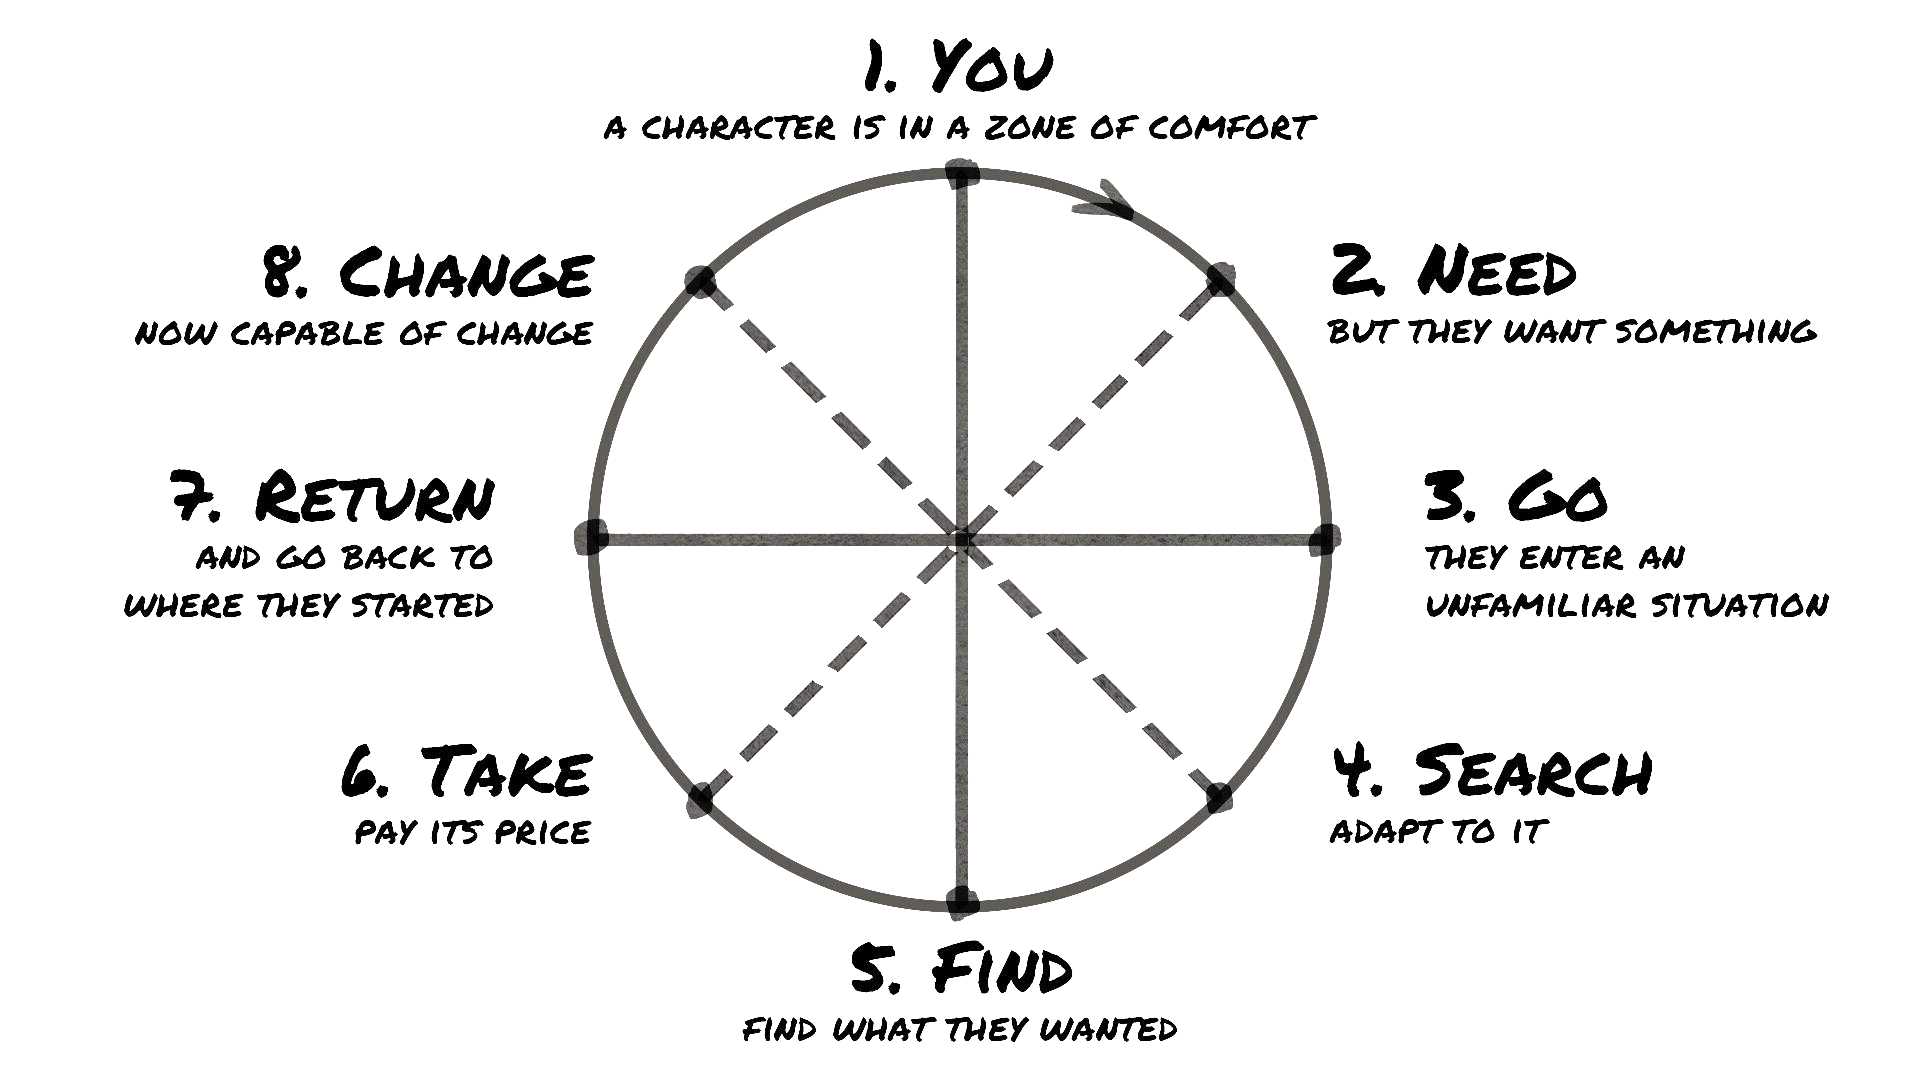 1. YOU
A CHARACTER IS IN A ZONE OF COMFORT
2. NEED
BUT THEY WANT SOMETHING
3. GO
THEY ENTER AN
UNFAMILIAR SITUATION
4. SEARCH
ADAPT TO IT
5. FIND
FIND WHAT THEY WANTED
6. TAKE
PAY ITS PRICE
7. RETURN
AND GO BACK TO
WHERE THEY STARTED
8. CHANGE
NOW CAPABLE OF CHANGE